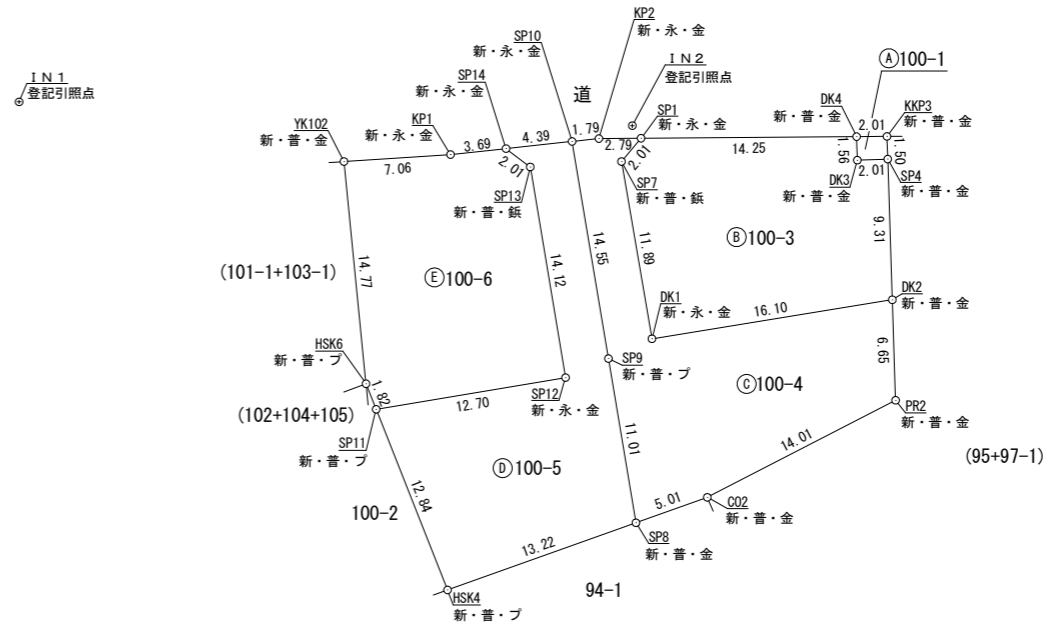 KP2
新・永・金
SP10
新・永・金
ＩＮ２
登記引照点
Ⓐ100-1
ＩＮ１
登記引照点
SP14
新・永・金
道
SP1
新・永・金
DK4
新・普・金
2.01
KKP3
新・普・金
YK102
新・普・金
KP1
新・永・金
1.79
4.39
2.79
3.69
7.06
2.01
2.01
14.25
1.56
1.50
2.01
SP13
新・普・鋲
SP7
新・普・鋲
DK3
新・普・金
SP4
新・普・金
14.77
14.12
14.55
11.89
9.31
(101-1+103-1)
Ⓔ100-6
Ⓑ100-3
DK1
新・永・金
16.10
DK2
新・普・金
HSK6
新・普・プ
1.82
SP9
新・普・プ
6.65
SP12
新・永・金
12.70
Ⓒ100-4
(102+104+105)
PR2
新・普・金
SP11
新・普・プ
11.01
14.01
(95+97-1)
Ⓓ100-5
12.84
100-2
5.01
CO2
新・普・金
13.22
SP8
新・普・金
94-1
HSK4
新・普・プ